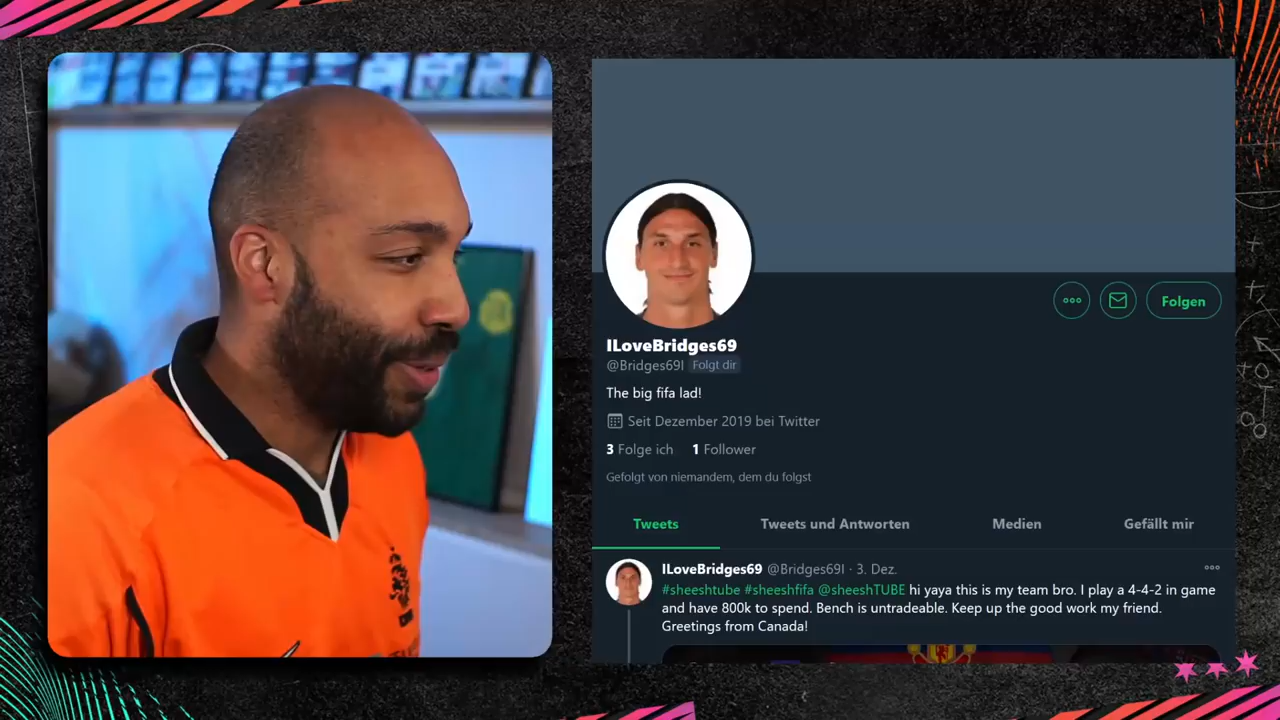 ILoveBridges69
@Bridges69I Folgt dir
The big fifa lad!
Seit Dezember 2019 bei Twitter
3 Folge ich 1 Follower
Gefolgt von niemandem, dem du folgst
Folgen
Tweets Tweets und Antworten Medien Gefällt mir
ILoveBridges69 @Bridges69I · 3. Dez.
#sheeshtube #sheeshfifa @sheeshTUBE hi yaya this is my team bro. I play a 4-4-2 in game
and have 800k to spend. Bench is untradeable. Keep up the good work my friend.
Greetings from Canada!